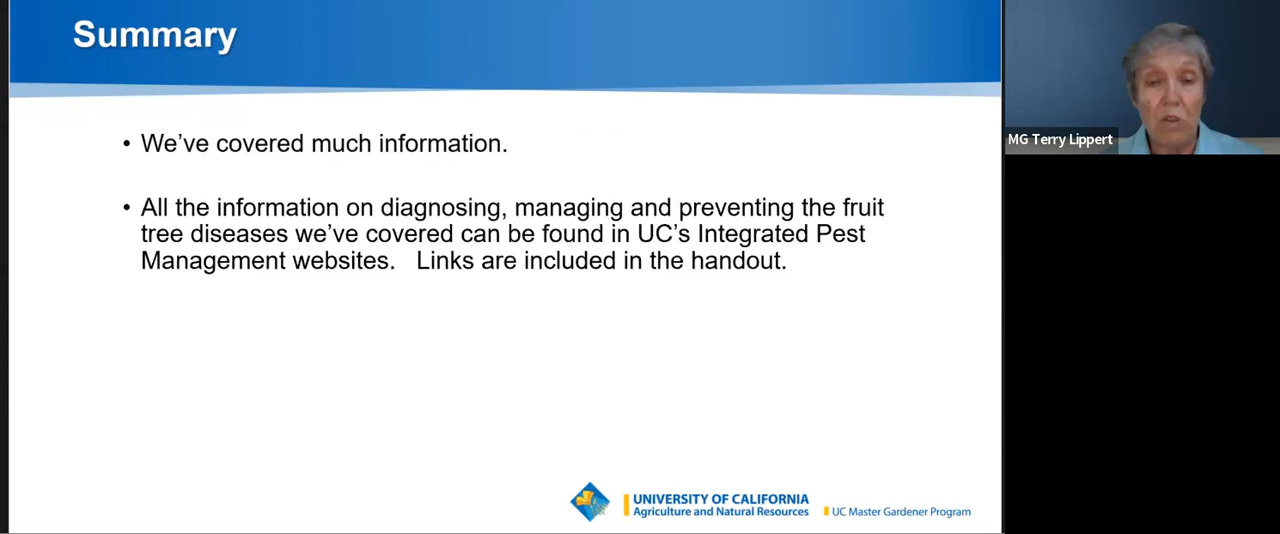 Summary
• We’ve covered much information.
• All the information on diagnosing, managing and preventing the fruit
tree diseases we’ve covered can be found in UC’s Integrated Pest
Management websites.   Links are included in the handout.
UNIVERSITY OF CALIFORNIA
Agriculture and Natural Resources
UC Master Gardener Program
MG Terry Lippert